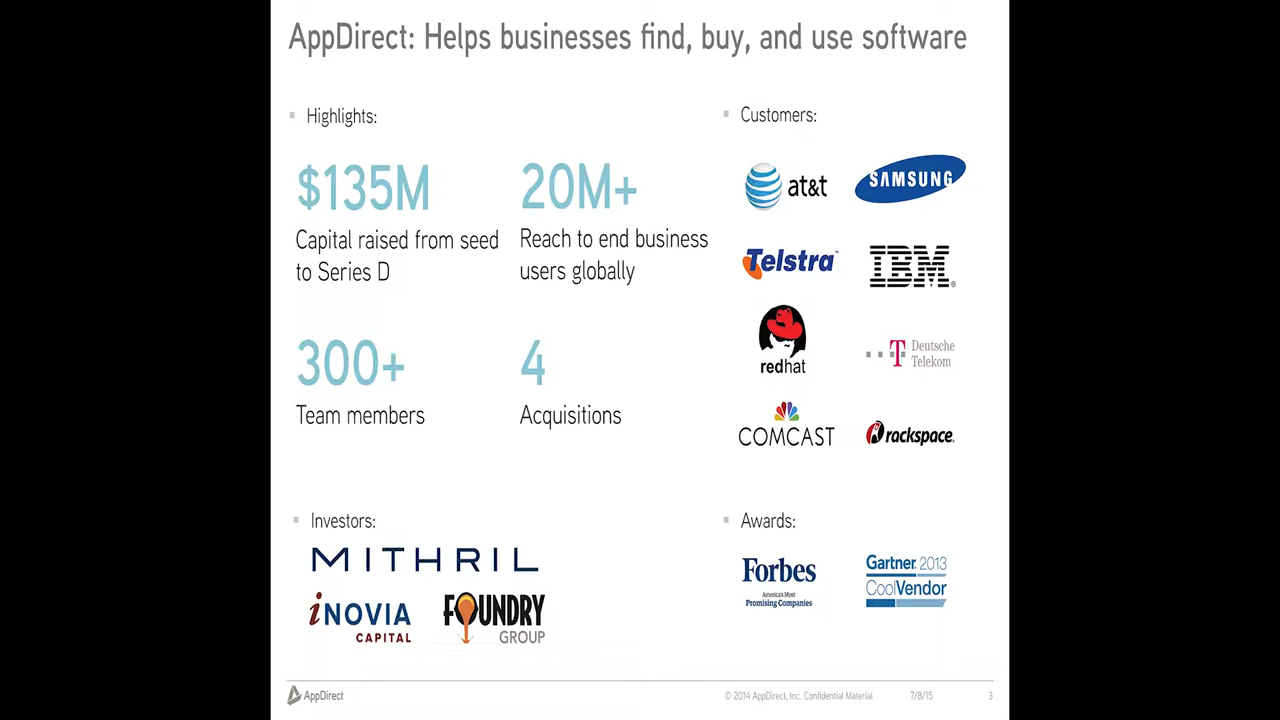 AppDirect: Helps businesses find, buy, and use software
Highlights:
$135M
Capital raised from seed
to Series D
20M+
Reach to end business
users globally
300+
Team members
4
Acquisitions
Customers:
at&t
SAMSUNG
Telstra™
IBM®
redhat
T Deutsche
Telekom
COMCAST
rackspace®
Investors:
MITHRIL
iNOVIA
CAPITAL
FOUNDRY
GROUP
Awards:
Forbes
America's Most
Promising Companies
Gartner 2013
CoolVendor
AppDirect
© 2014 AppDirect, Inc. Confidential Material
7/8/15
3